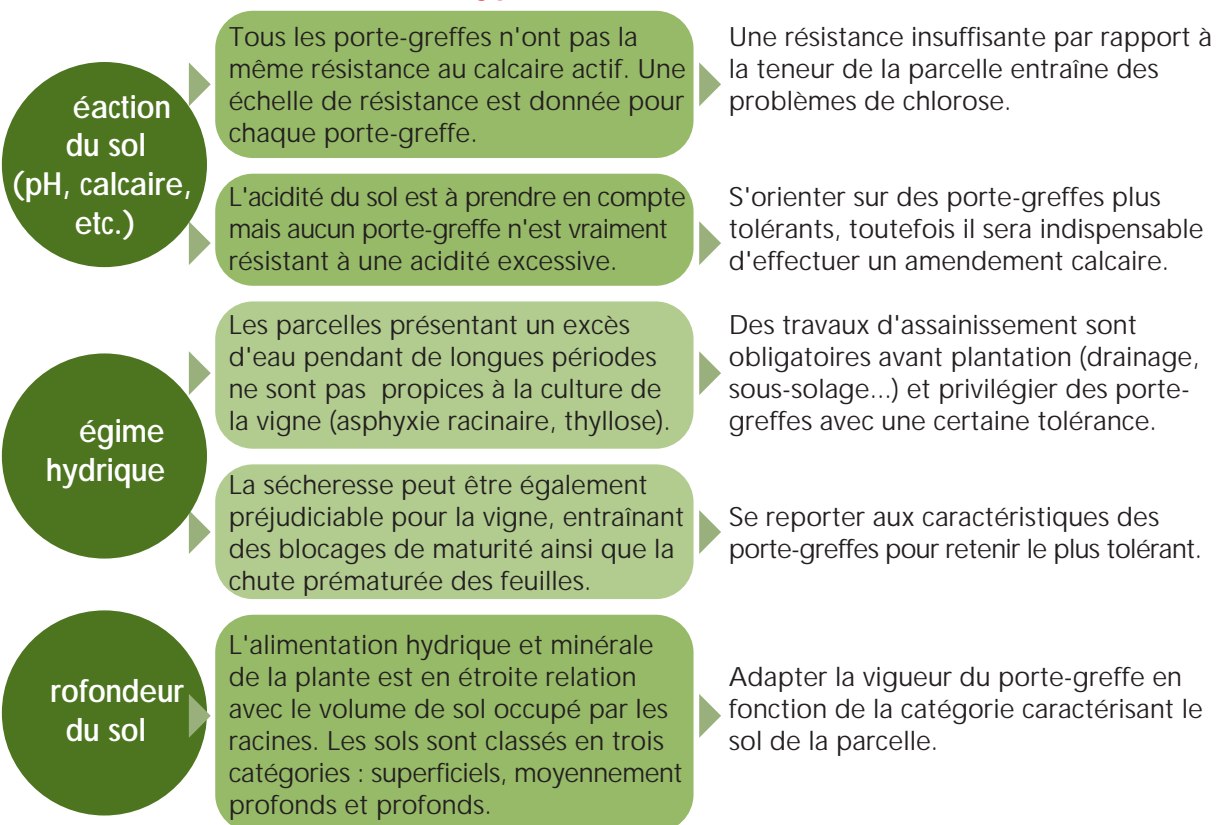 éaction
du sol
(pH, calcaire,
etc.)
Tous les porte-greffes n'ont pas la
même résistance au calcaire actif. Une
échelle de résistance est donnée pour
chaque porte-greffe.
Une résistance insuffisante par rapport à
la teneur de la parcelle entraîne des
problèmes de chlorose.
L'acidité du sol est à prendre en compte
mais aucun porte-greffe n'est vraiment
résistant à une acidité excessive.
S'orienter sur des porte-greffes plus
tolérants, toutefois il sera indispensable
d'effectuer un amendement calcaire.
égime
hydrique
Les parcelles présentant un excès
d'eau pendant de longues périodes
ne sont pas propices à la culture de
la vigne (asphyxie racinaire, thyllose).
Des travaux d'assainissement sont
obligatoires avant plantation (drainage,
sous-solage...) et privilégier des porte-
greffes avec une certaine tolérance.
La sécheresse peut être également
préjudiciable pour la vigne, entraînant
des blocages de maturité ainsi que la
chute prématurée des feuilles.
Se reporter aux caractéristiques des
porte-greffes pour retenir le plus tolérant.
rofondeur
du sol
L'alimentation hydrique et minérale
de la plante est en étroite relation
avec le volume de sol occupé par les
racines. Les sols sont classés en trois
catégories : superficiels, moyennement
profonds et profonds.
Adapter la vigueur du porte-greffe en
fonction de la catégorie caractérisant le
sol de la parcelle.